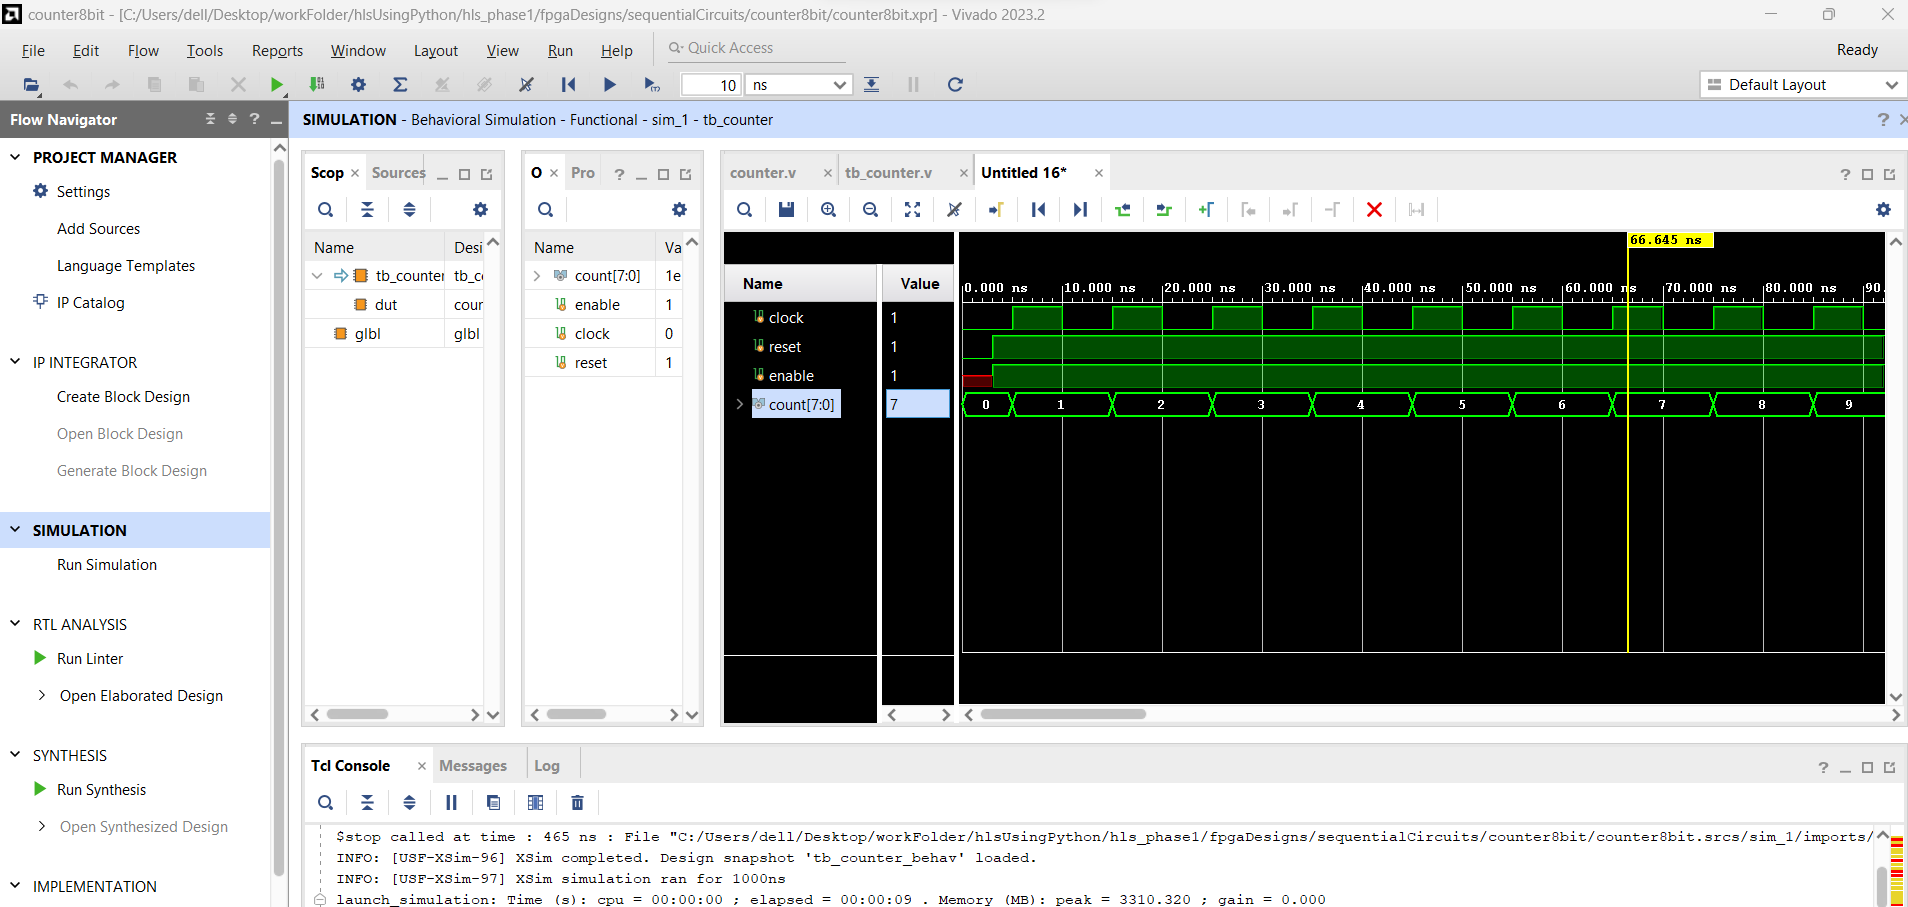 counter8bit - [C:/Users/dell/Desktop/workFolder/hlsUsingPython/hls_phase1/fpgaDesigns/sequentialCircuits/counter8bit/counter8bit.xpr] - Vivado 2023.2
File Edit Flow Tools Reports Window Layout View Run Help Quick Access Ready
10 ns Default Layout
Flow Navigator
SIMULATION - Behavioral Simulation - Functional - sim_1 - tb_counter
PROJECT MANAGER
Settings
Add Sources
Language Templates
IP Catalog
IP INTEGRATOR
Create Block Design
Open Block Design
Generate Block Design
SIMULATION
Run Simulation
RTL ANALYSIS
Run Linter
Open Elaborated Design
SYNTHESIS
Run Synthesis
Open Synthesized Design
IMPLEMENTATION
Scop Sources
Name Desi
tb_counter tb_co
dut cour
glbl glbl
O Pro
Name Va
count[7:0] 1e
enable 1
clock 0
reset 1
counter.v tb_counter.v Untitled 16*
66.645 ns
Name Value
0.000 ns 10.000 ns 20.000 ns 30.000 ns 40.000 ns 50.000 ns 60.000 ns 70.000 ns 80.000 ns 90.
clock 1
reset 1
enable 1
count[7:0] 7 0 1 2 3 4 5 6 7 8 9
Tcl Console Messages Log
$stop called at time : 465 ns : File "C:/Users/dell/Desktop/workFolder/hlsUsingPython/hls_phase1/fpgaDesigns/sequentialCircuits/counter8bit/counter8bit.srcs/sim_1/imports/
INFO: [USF-XSim-96] XSim completed. Design snapshot 'tb_counter_behav' loaded.
INFO: [USF-XSim-97] XSim simulation ran for 1000ns
launch_simulation: Time (s): cpu = 00:00:00 ; elapsed = 00:00:09 . Memory (MB): peak = 3310.320 ; gain = 0.000